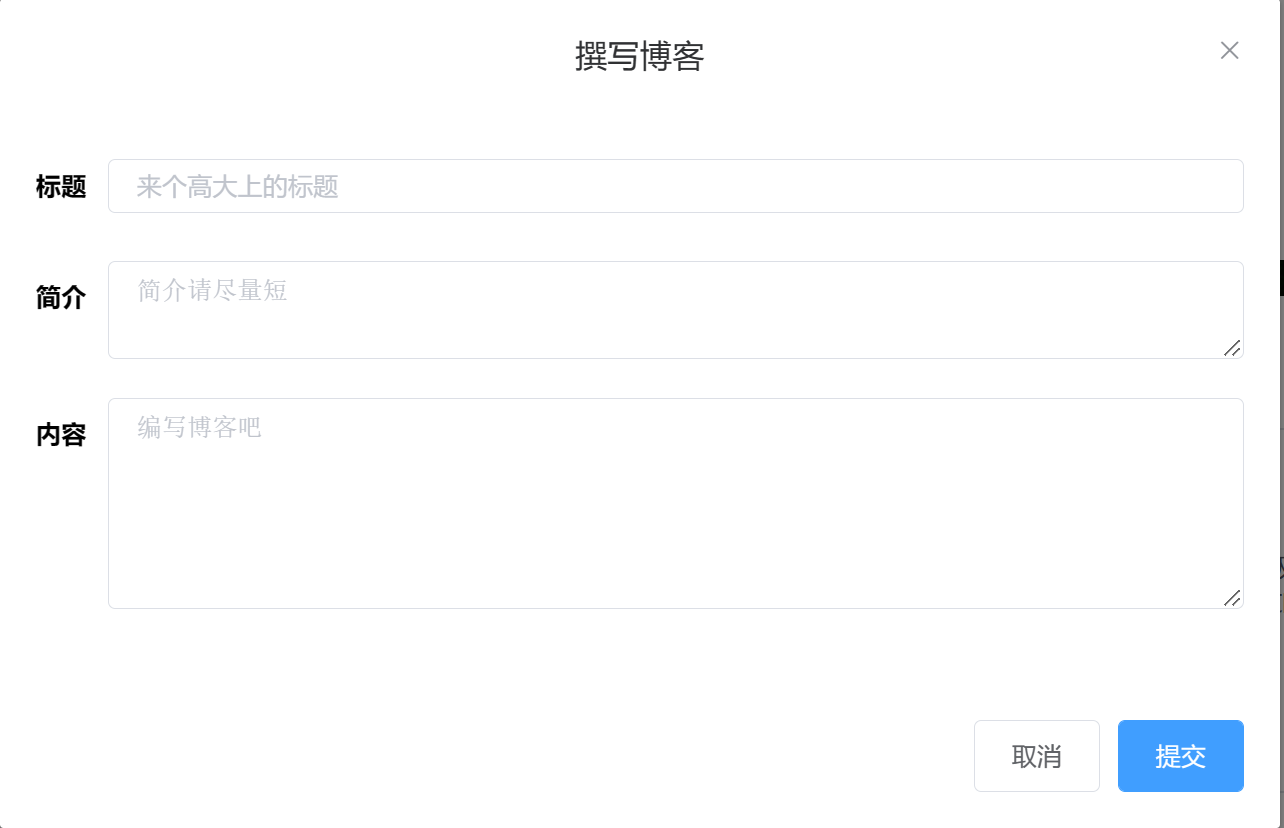 撰写博客
标题
来个高大上的标题
简介
简介请尽量短
内容
编写博客吧
取消
提交